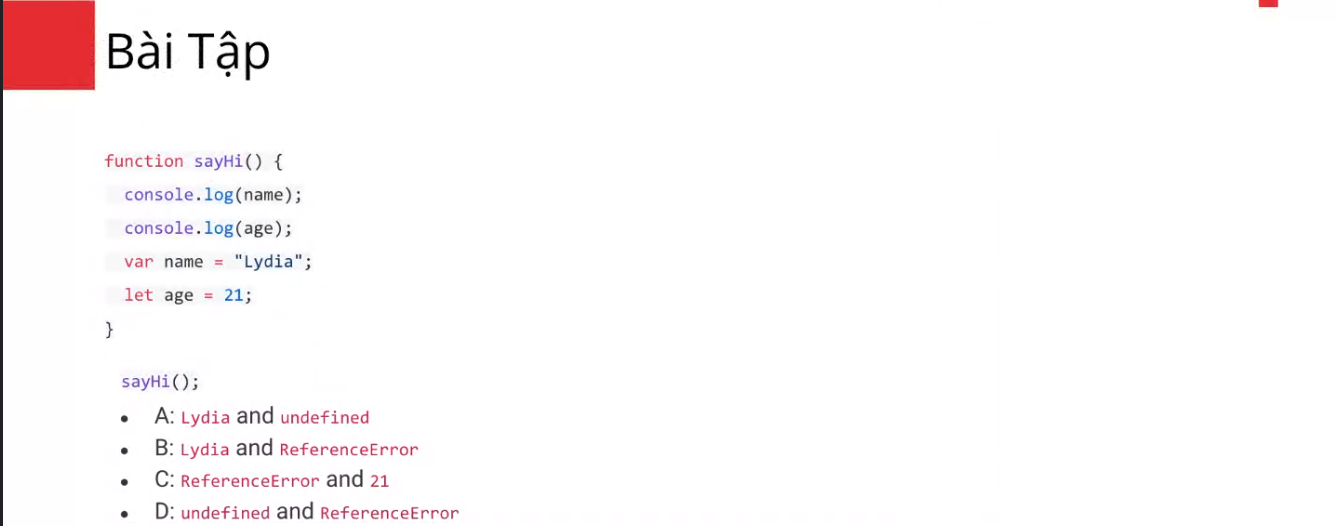 Bài Tập
function sayHi() {
console.log(name);
console.log(age);
var name = "Lydia";
let age = 21;
}
sayHi();
• A: Lydia and undefined
• B: Lydia and ReferenceError
• C: ReferenceError and 21
• D: undefined and ReferenceError